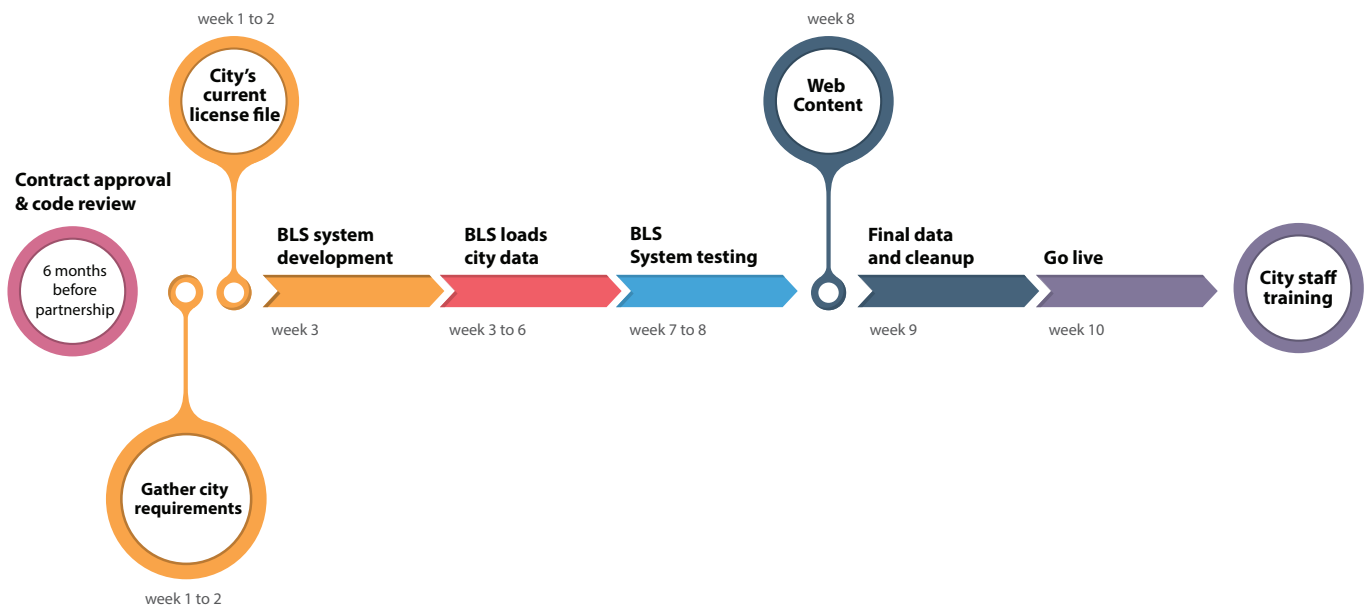 week 1 to 2
City's
current
license file
Contract approval
& code review
6 months
before
partnership
Gather city
requirements
week 1 to 2
BLS system
development
week 3
BLS loads
city data
week 3 to 6
BLS
System testing
week 7 to 8
week 8
Web
Content
Final data
and cleanup
week 9
Go live
week 10
City staff
training